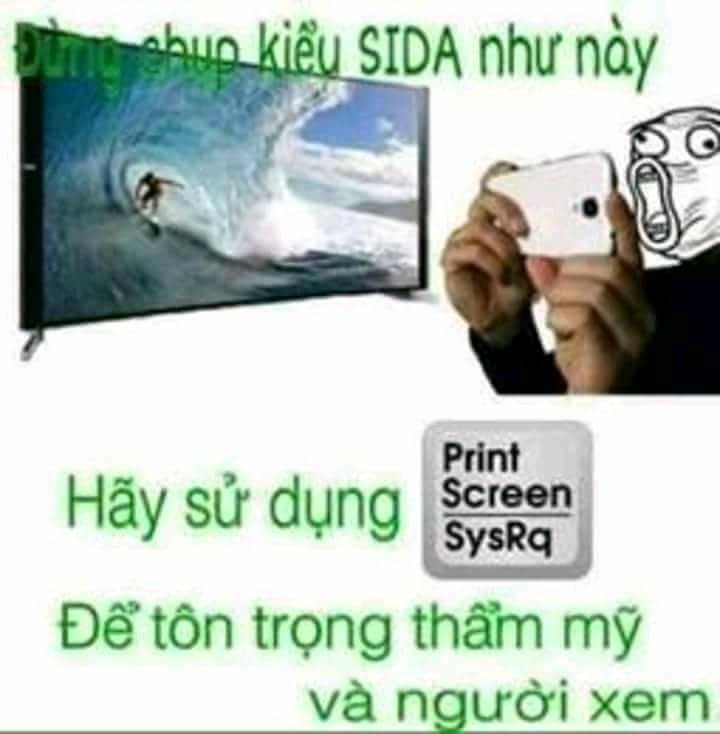 Đừng chụp kiểu SIDA như này
Hãy sử dụng
Print
Screen
SysRq
Để tôn trọng thẩm mỹ
và người xem